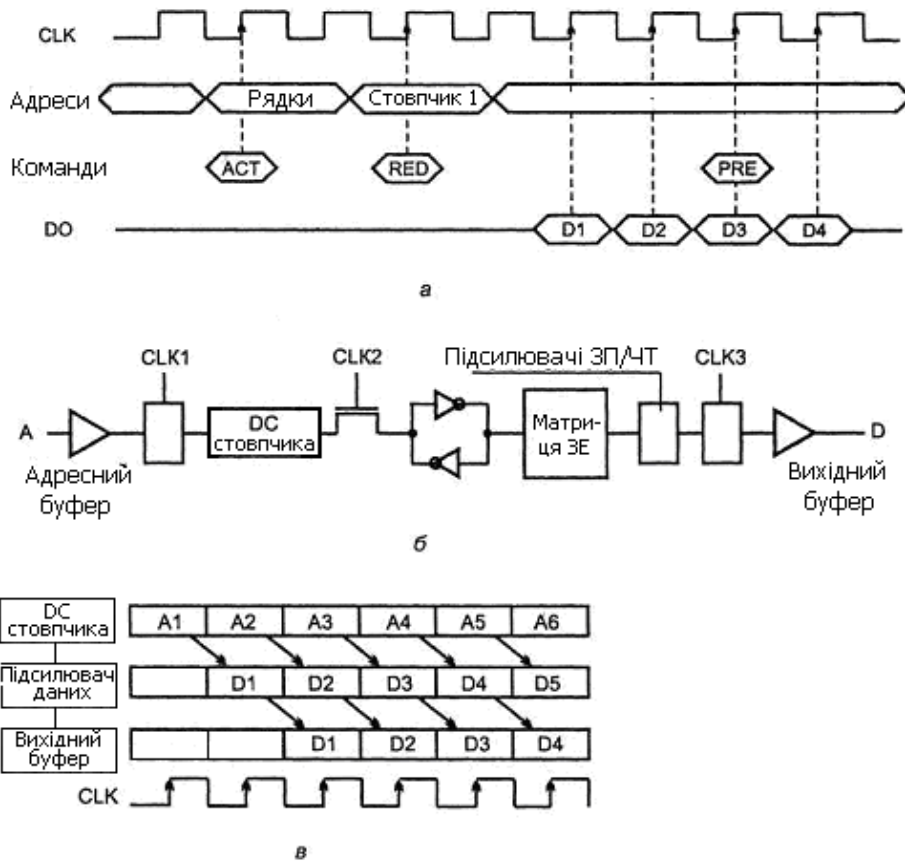 CLK
Адреси
Рядки
Стовпчик 1
Команди
ACT
RED
PRE
DO
D1
D2
D3
D4
а
CLK1
CLK2
Підсилювачі ЗП/ЧТ
CLK3
A
DC
стовпчика
Матри-
ця ЗЕ
D
Адресний
буфер
Вихідний
буфер
б
DC
стовпчика
A1
A2
A3
A4
A5
A6
Підсилювач
даних
D1
D2
D3
D4
D5
Вихідний
буфер
D1
D2
D3
D4
CLK
в